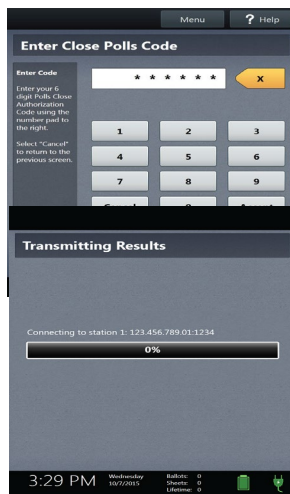 Menu
? Help
Enter Close Polls Code
Enter Code
Enter your 6
digit Polls Close
Authorization
Code using the
number pad to
the right.
Select "Cancel"
to return to the
previous screen.
* * * * * *
X
1 2 3
4 5 6
7 8 9
Transmitting Results
Connecting to station 1: 123.456.789.01:1234
0%
3:29 PM
Wednesday
10/7/2015
Ballots: 0
Sheets: 0
Lifetime: 0